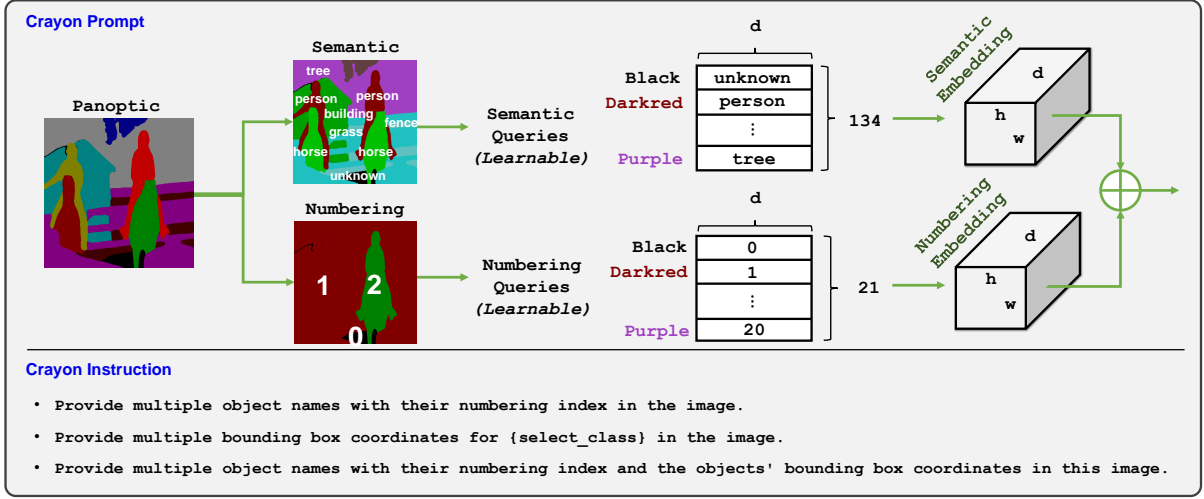 Crayon Prompt
Panoptic
Semantic
tree
person
person
building
fence
grass
horse
horse
unknown
Semantic
Queries
(Learnable)
d
Black
unknown
Darkred
person
⋮
Purple
tree
134
Semantic
Embedding
d
h
w
Numbering
1
2
0
Numbering
Queries
(Learnable)
d
Black
0
Darkred
1
⋮
Purple
20
21
Numbering
Embedding
d
h
w
Crayon Instruction
• Provide multiple object names with their numbering index in the image.
• Provide multiple bounding box coordinates for {select_class} in the image.
• Provide multiple object names with their numbering index and the objects' bounding box coordinates in this image.